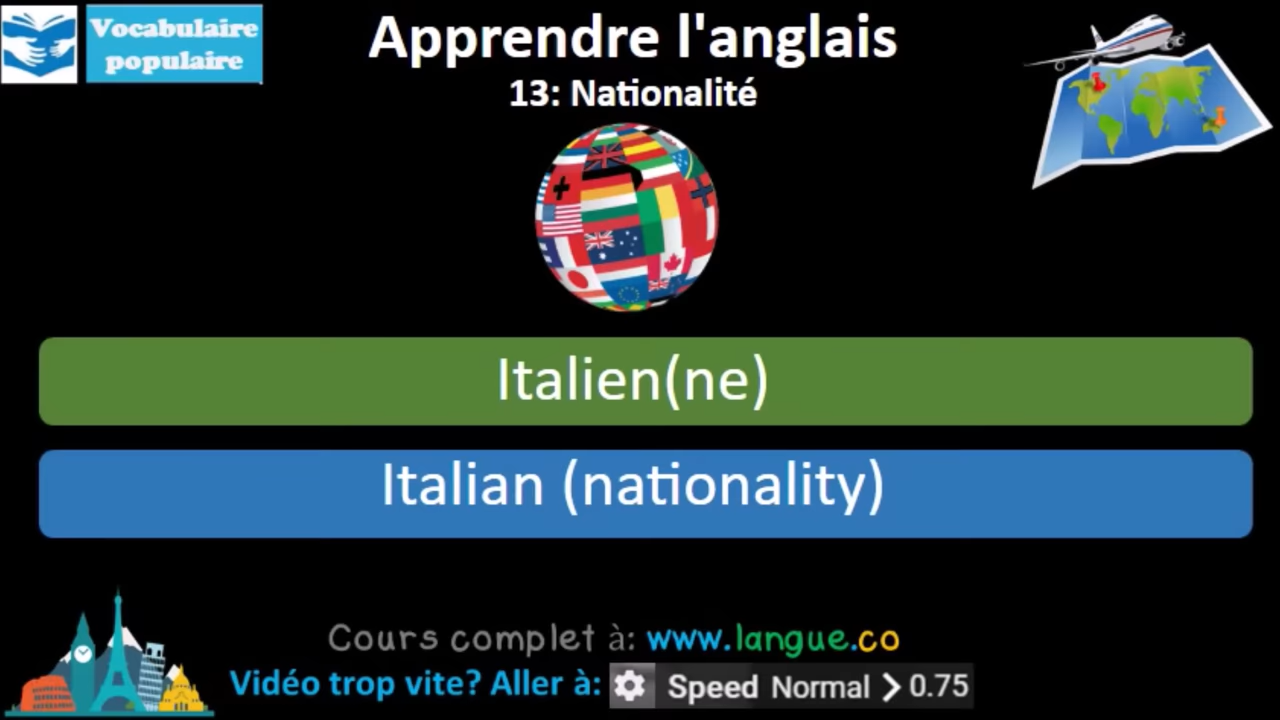 Vocabulaire
populaire
Apprendre l'anglais
13: Nationalité
Italien(ne)
Italian (nationality)
Cours complet à: www.langue.co
Vidéo trop vite? Aller à: Speed Normal > 0.75